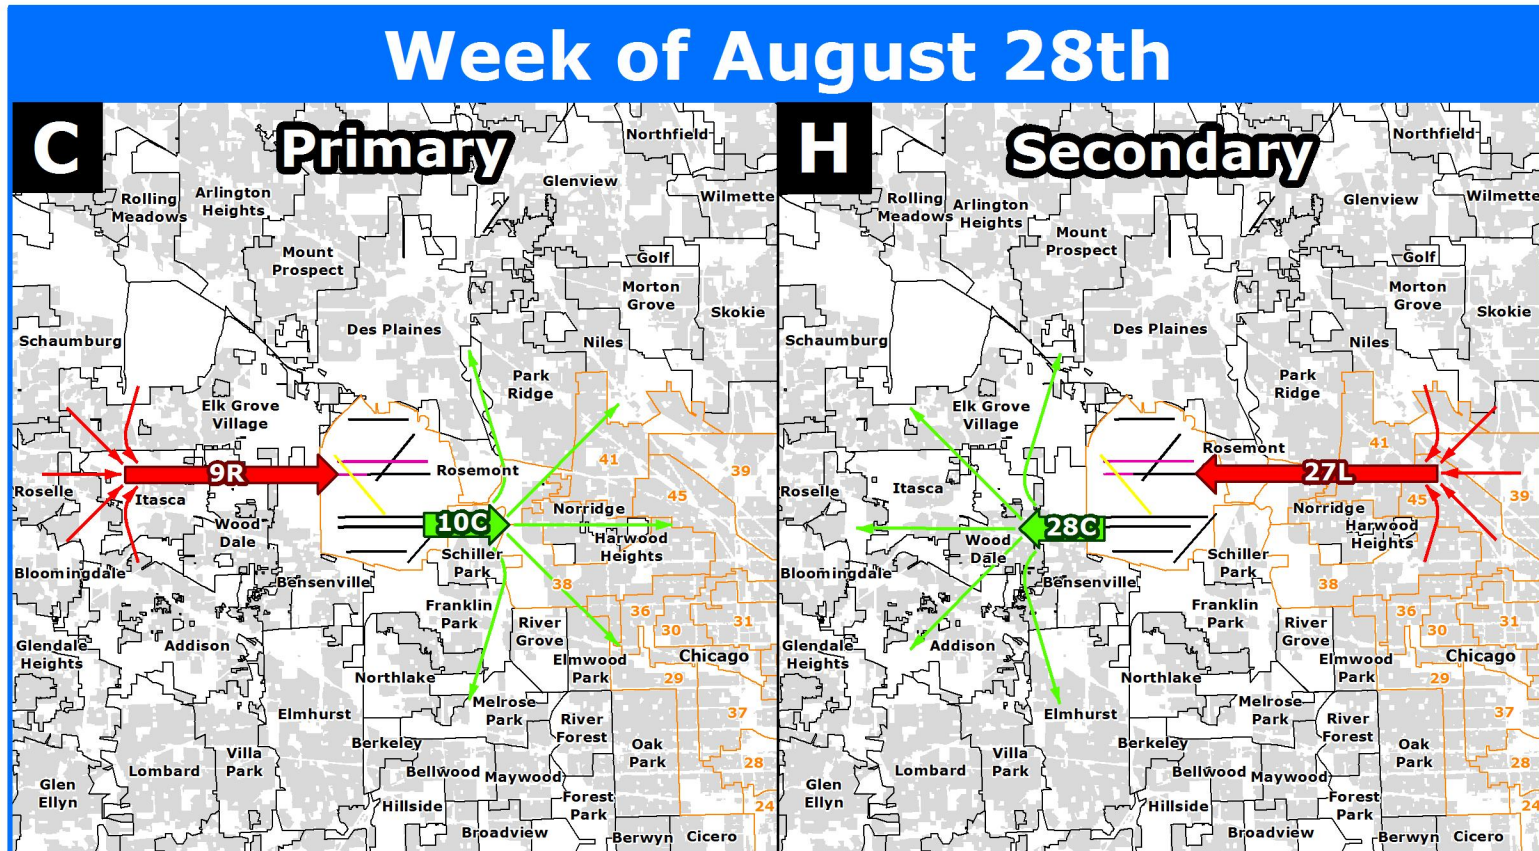 Week of August 28th
C
Primary
Northfield
Glenview
Wilmette
Rolling
Meadows
Arlington
Heights
Mount
Prospect
Golf
Morton
Grove
Skokie
Des Plaines
Schaumburg
Niles
Park
Ridge
Elk Grove
Village
41
39
9R
Rosemont
Roselle
Itasca
45
Wood
Dale
10C
Norridge
Harwood
Heights
Schiller
Park
Bloomingdale
Bensenville
38
Franklin
Park
36
River
Grove
30
31
Glendale
Heights
Addison
Chicago
Elmwood
Park
29
Northlake
Melrose
Park
Elmhurst
37
River
Forest
Berkeley
Oak
Park
Villa
Park
28
Lombard
Bellwood
Maywood
Glen
Ellyn
Forest
Park
24
Hillside
Broadview
Berwyn
Cicero
H
Secondary
Northfield
Glenview
Wilmette
Rolling
Meadows
Arlington
Heights
Mount
Prospect
Golf
Morton
Grove
Skokie
Des Plaines
Schaumburg
Niles
Park
Ridge
Elk Grove
Village
41
Rosemont
27L
Roselle
Itasca
45
39
Norridge
28C
Harwood
Heights
Wood
Dale
Schiller
Park
Bloomingdale
Bensenville
38
Franklin
Park
36
River
Grove
30
31
Glendale
Heights
Addison
Chicago
Elmwood
Park
29
Northlake
Melrose
Park
Elmhurst
37
River
Forest
Berkeley
Oak
Park
Villa
Park
28
Lombard
Bellwood
Maywood
Glen
Ellyn
Forest
Park
24
Hillside
Broadview
Berwyn
Cicero